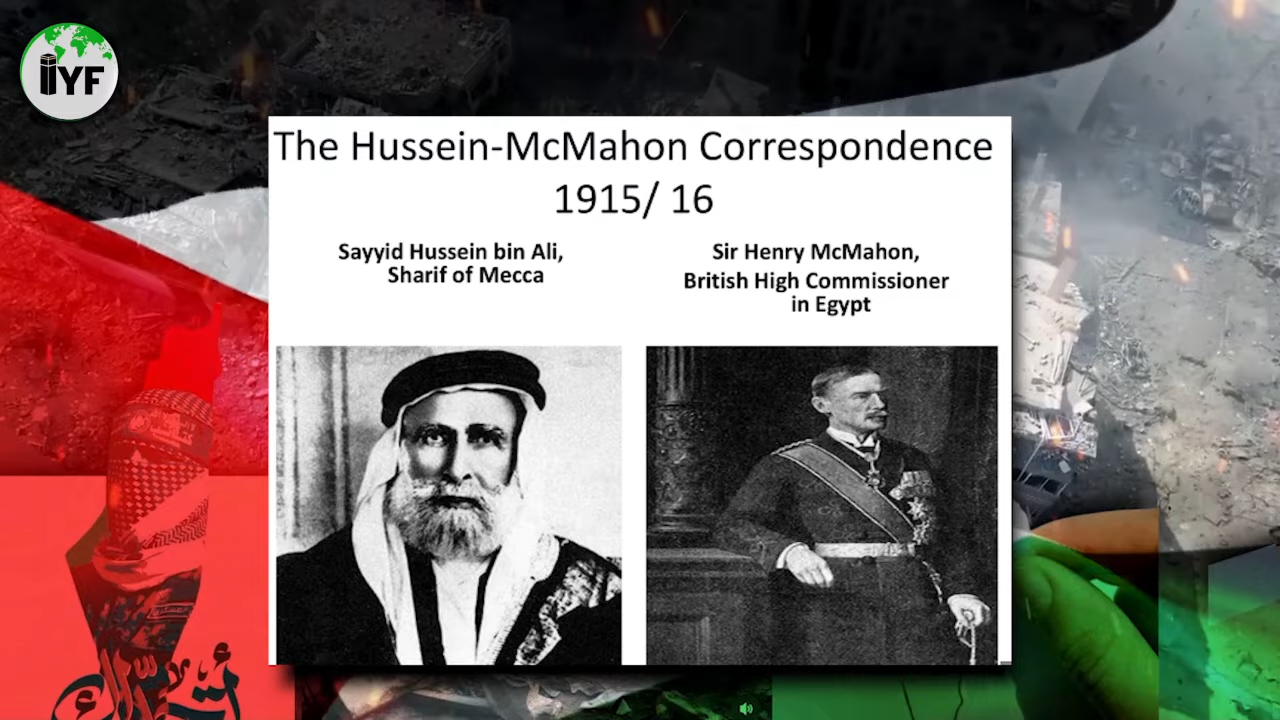 IYF
The Hussein-McMahon Correspondence
1915/ 16
Sayyid Hussein bin Ali,
Sharif of Mecca
Sir Henry McMahon,
British High Commissioner
in Egypt